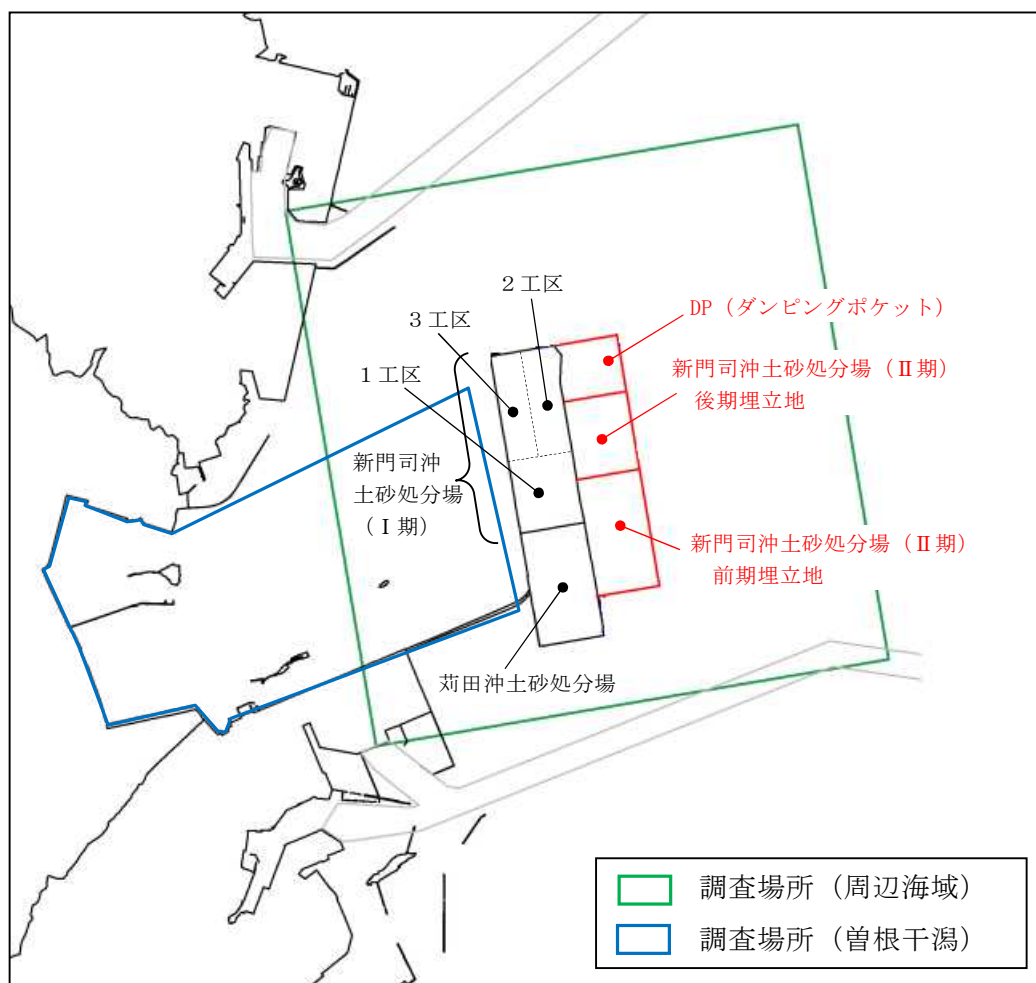 2工区
3工区
1工区
新門司沖
土砂処分場
(Ⅰ期)
DP(ダンピングポケット)
新門司沖土砂処分場(Ⅱ期)
後期埋立地
新門司沖土砂処分場(Ⅱ期)
前期埋立地
苅田沖土砂処分場
調査場所(周辺海域)
調査場所(曽根干潟)